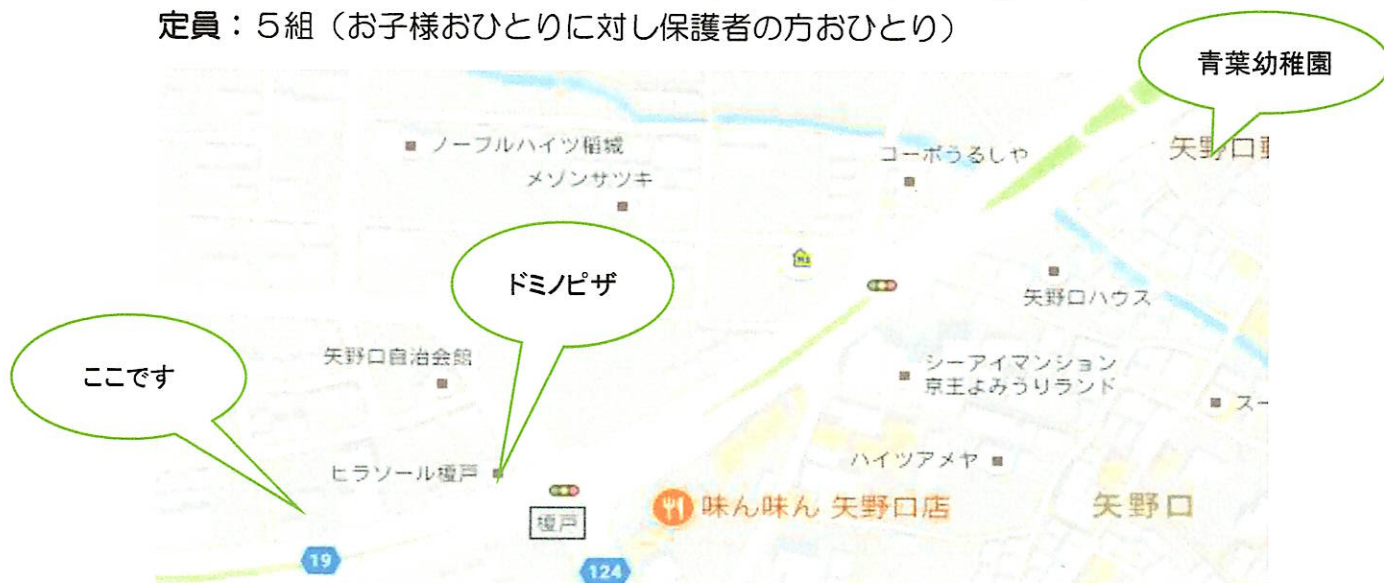 定員：５組（お子様おひとりに対し保護者の方おひとり）
青葉幼稚園
ノーブルハイツ稲城
コーポうるしや
矢野口
メゾンサツキ
ドミノピザ
矢野口ハウス
矢野口自治会館
シーアイマンション
京王よみうりランド
ここです
スー
ヒラソール榎戸
ハイツアメヤ
榎戸
味ん味ん 矢野口店
矢野口
19
124